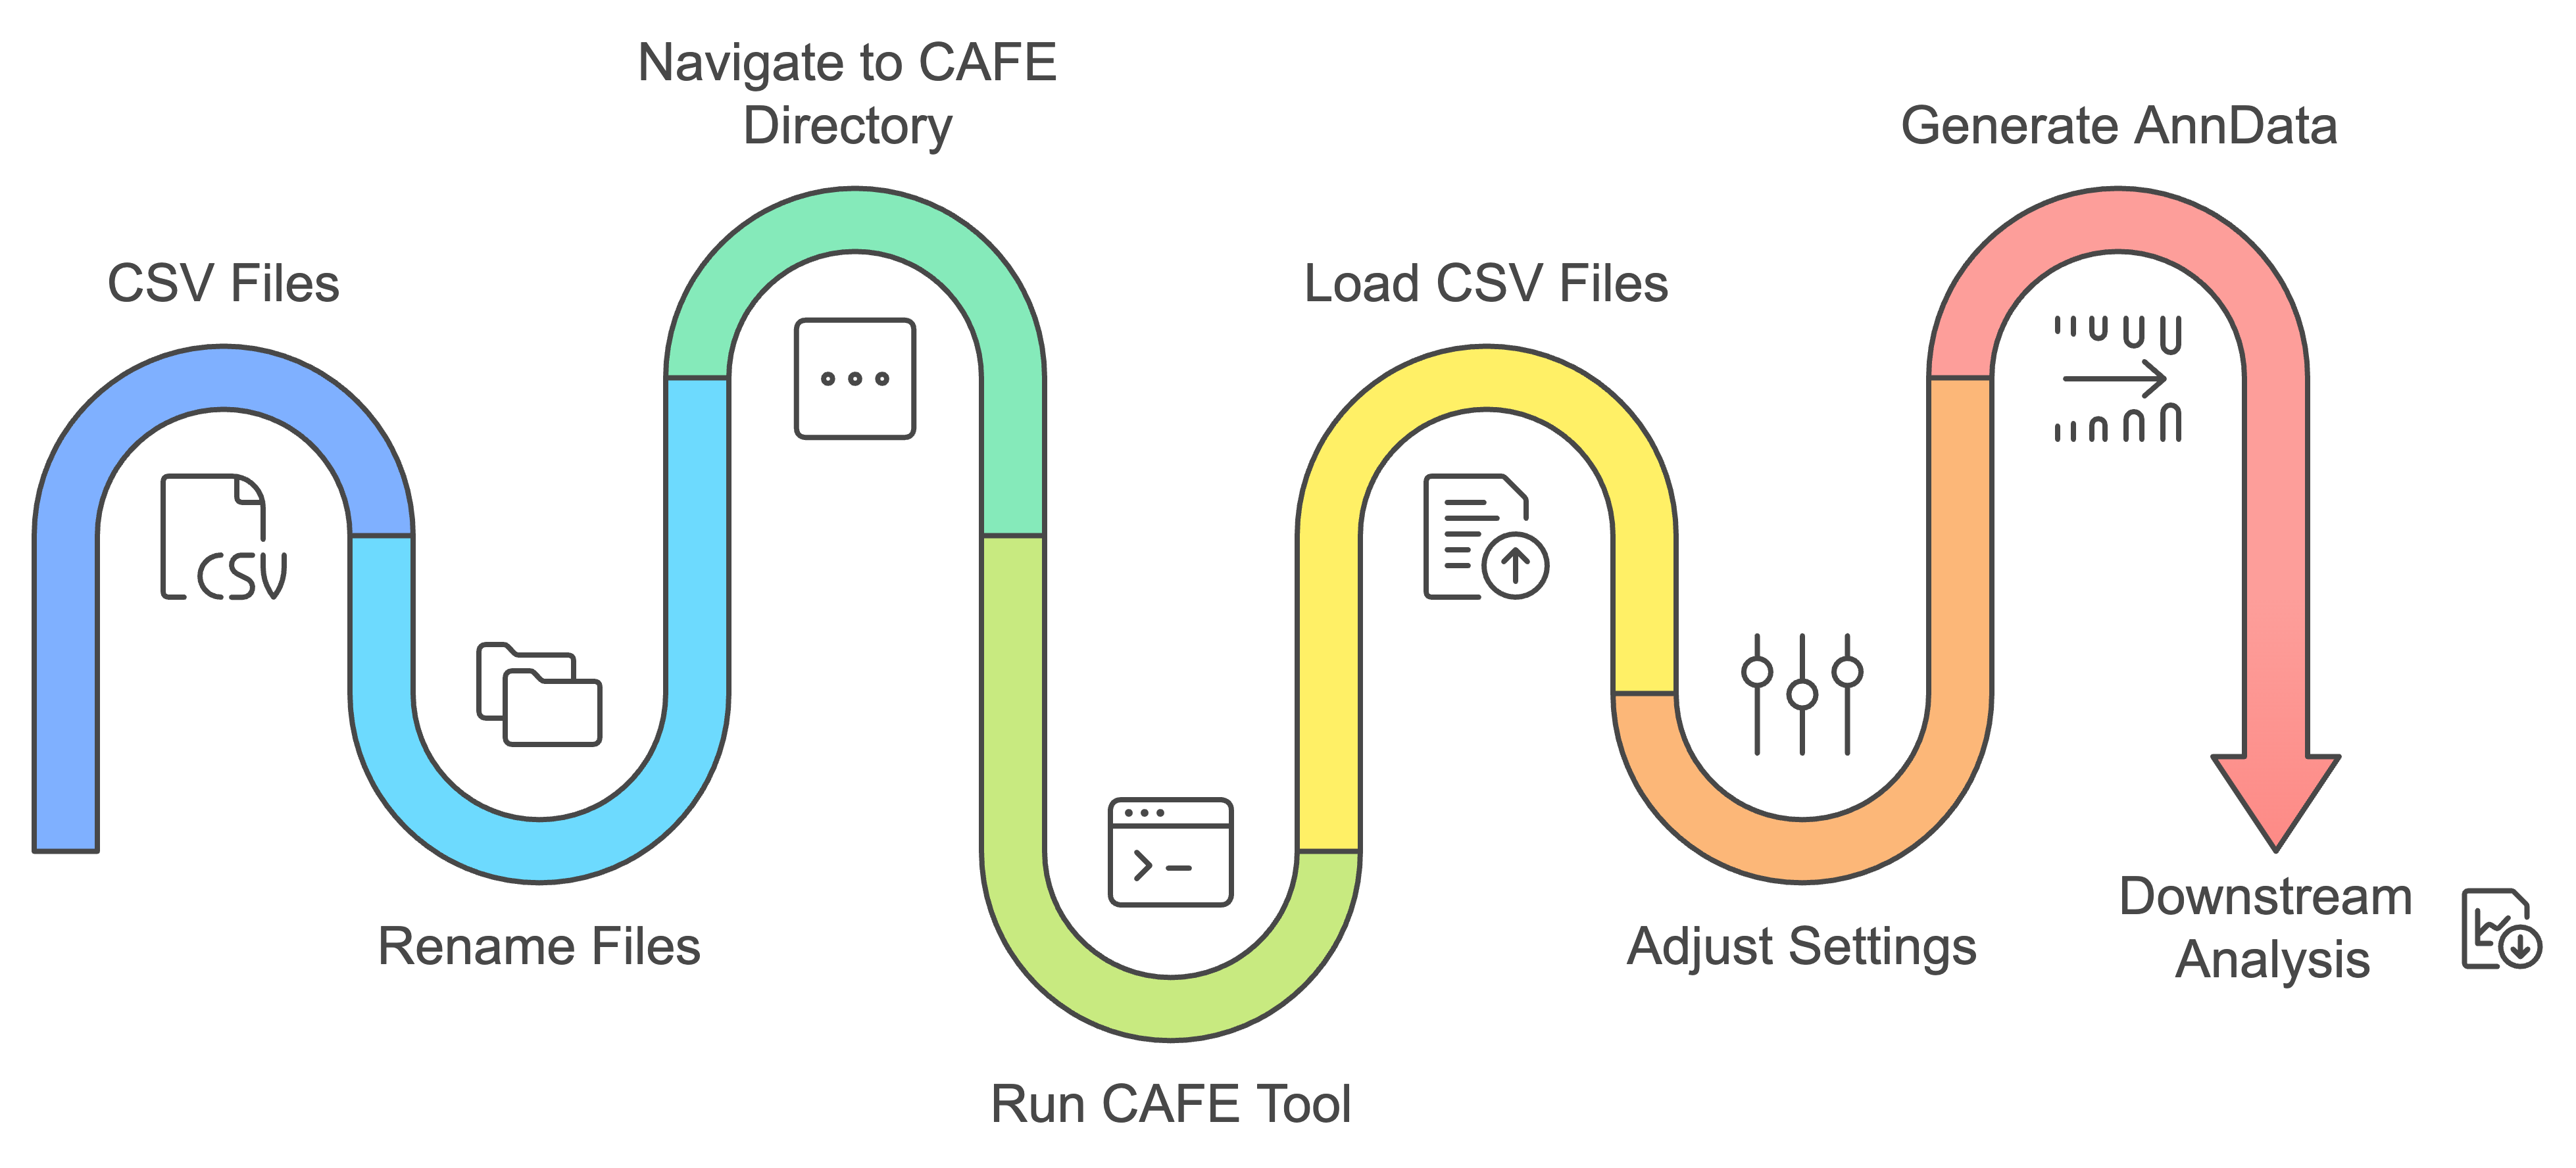 CSV Files
CSV
Rename Files
Navigate to CAFE
Directory
Run CAFE Tool
Load CSV Files
Adjust Settings
Generate AnnData
Downstream
Analysis